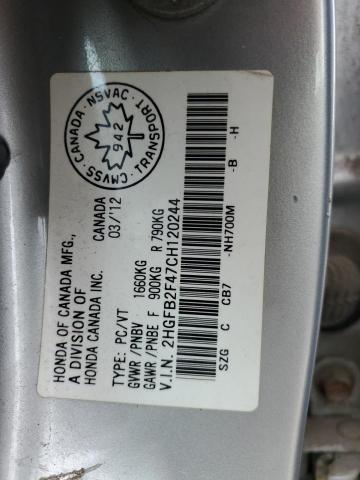 HONDA OF CANADA MFG.,
A DIVISION OF
HONDA CANADA INC.
CANADA
03/'12
CANADA · NSVAC · TRANSPORT · CMVSS ·
942
TYPE: PC/VT
GVWR/PNBV 1660KG
GAWR/PNBE F 900KG R 790KG
V.I.N. 2HGFB2F47CH120244
SZG C CB7 -NH700M -B -H